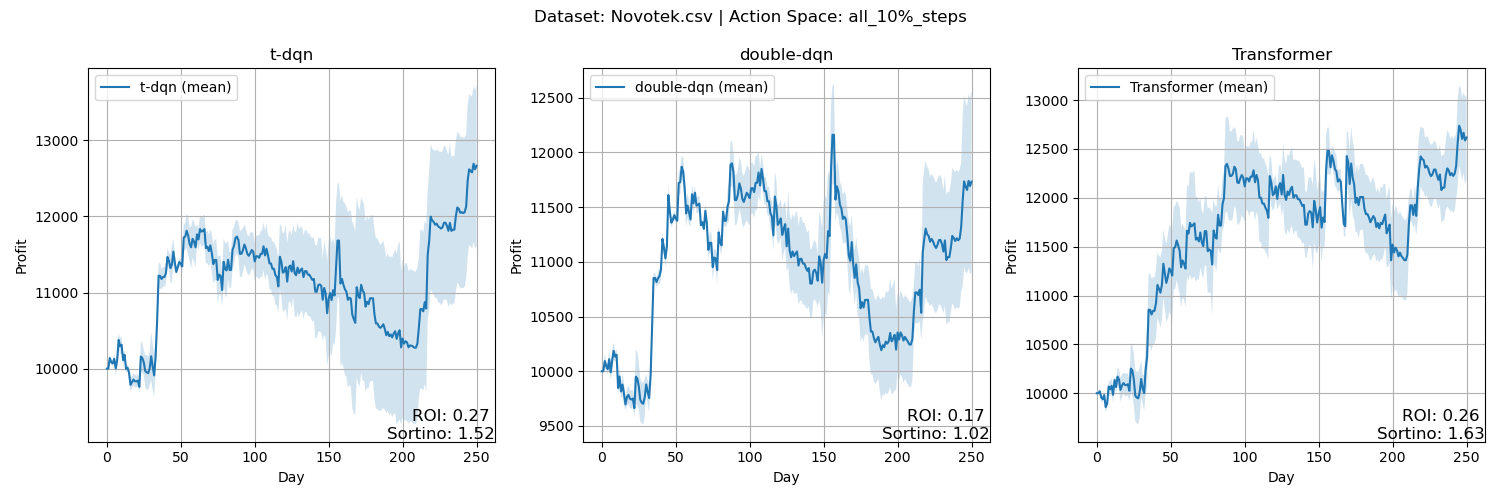 Dataset: Novotek.csv | Action Space: all_10%_steps
t-dqn
t-dqn (mean)
13000
12000
11000
10000
Profit
0
50
100
150
200
250
Day
ROI: 0.27
Sortino: 1.52
double-dqn
double-dqn (mean)
12500
12000
11500
11000
10500
10000
9500
Profit
0
50
100
150
200
250
Day
ROI: 0.17
Sortino: 1.02
Transformer
Transformer (mean)
13000
12500
12000
11500
11000
10500
10000
Profit
0
50
100
150
200
250
Day
ROI: 0.26
Sortino: 1.63